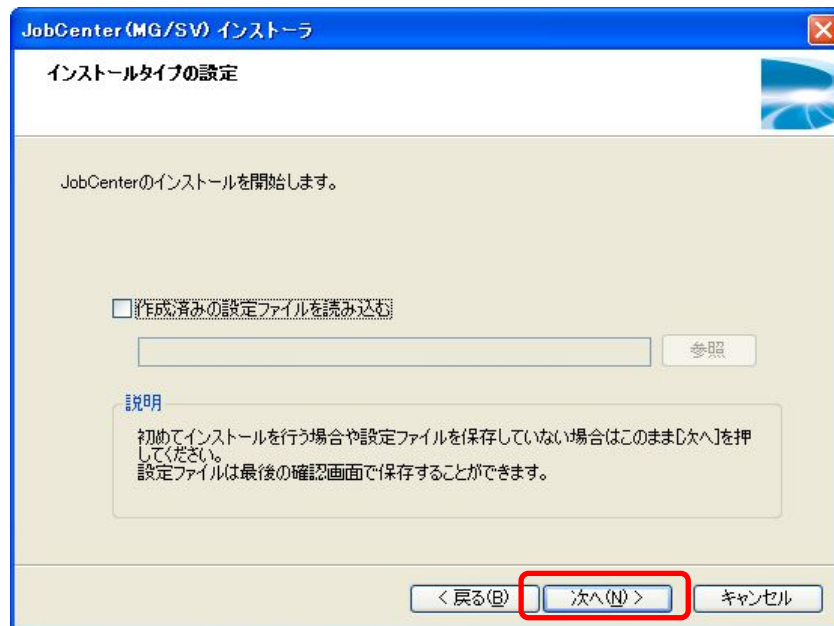 JobCenter(MG/SV) インストーラ
インストールタイプの設定
JobCenterのインストールを開始します。
作成済みの設定ファイルを読み込む
参照
説明
初めてインストールを行う場合や設定ファイルを保存していない場合はこのまま[次へ]を押
してください。
設定ファイルは最後の確認画面で保存することができます。
< 戻る(B)
次へ(N) >
キャンセル